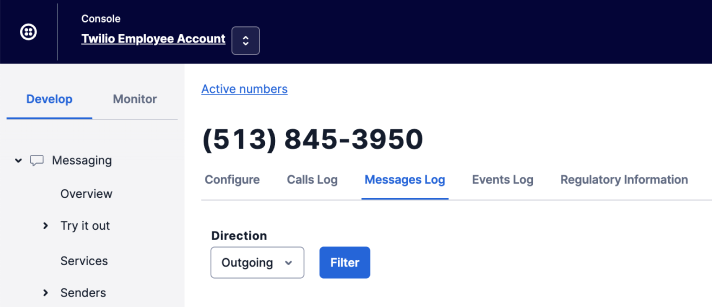 Console
Twilio Employee Account
Develop
Monitor
Messaging
Overview
Try it out
Services
Senders
Active numbers
(513) 845-3950
Configure Calls Log Messages Log Events Log Regulatory Information
Direction
Outgoing Filter